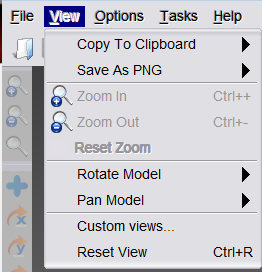 File View Options Tasks Help
Copy To Clipboard
Save As PNG
Zoom In Ctrl++
Zoom Out Ctrl+-
Reset Zoom
Rotate Model
Pan Model
Custom views...
Reset View Ctrl+R
x
y